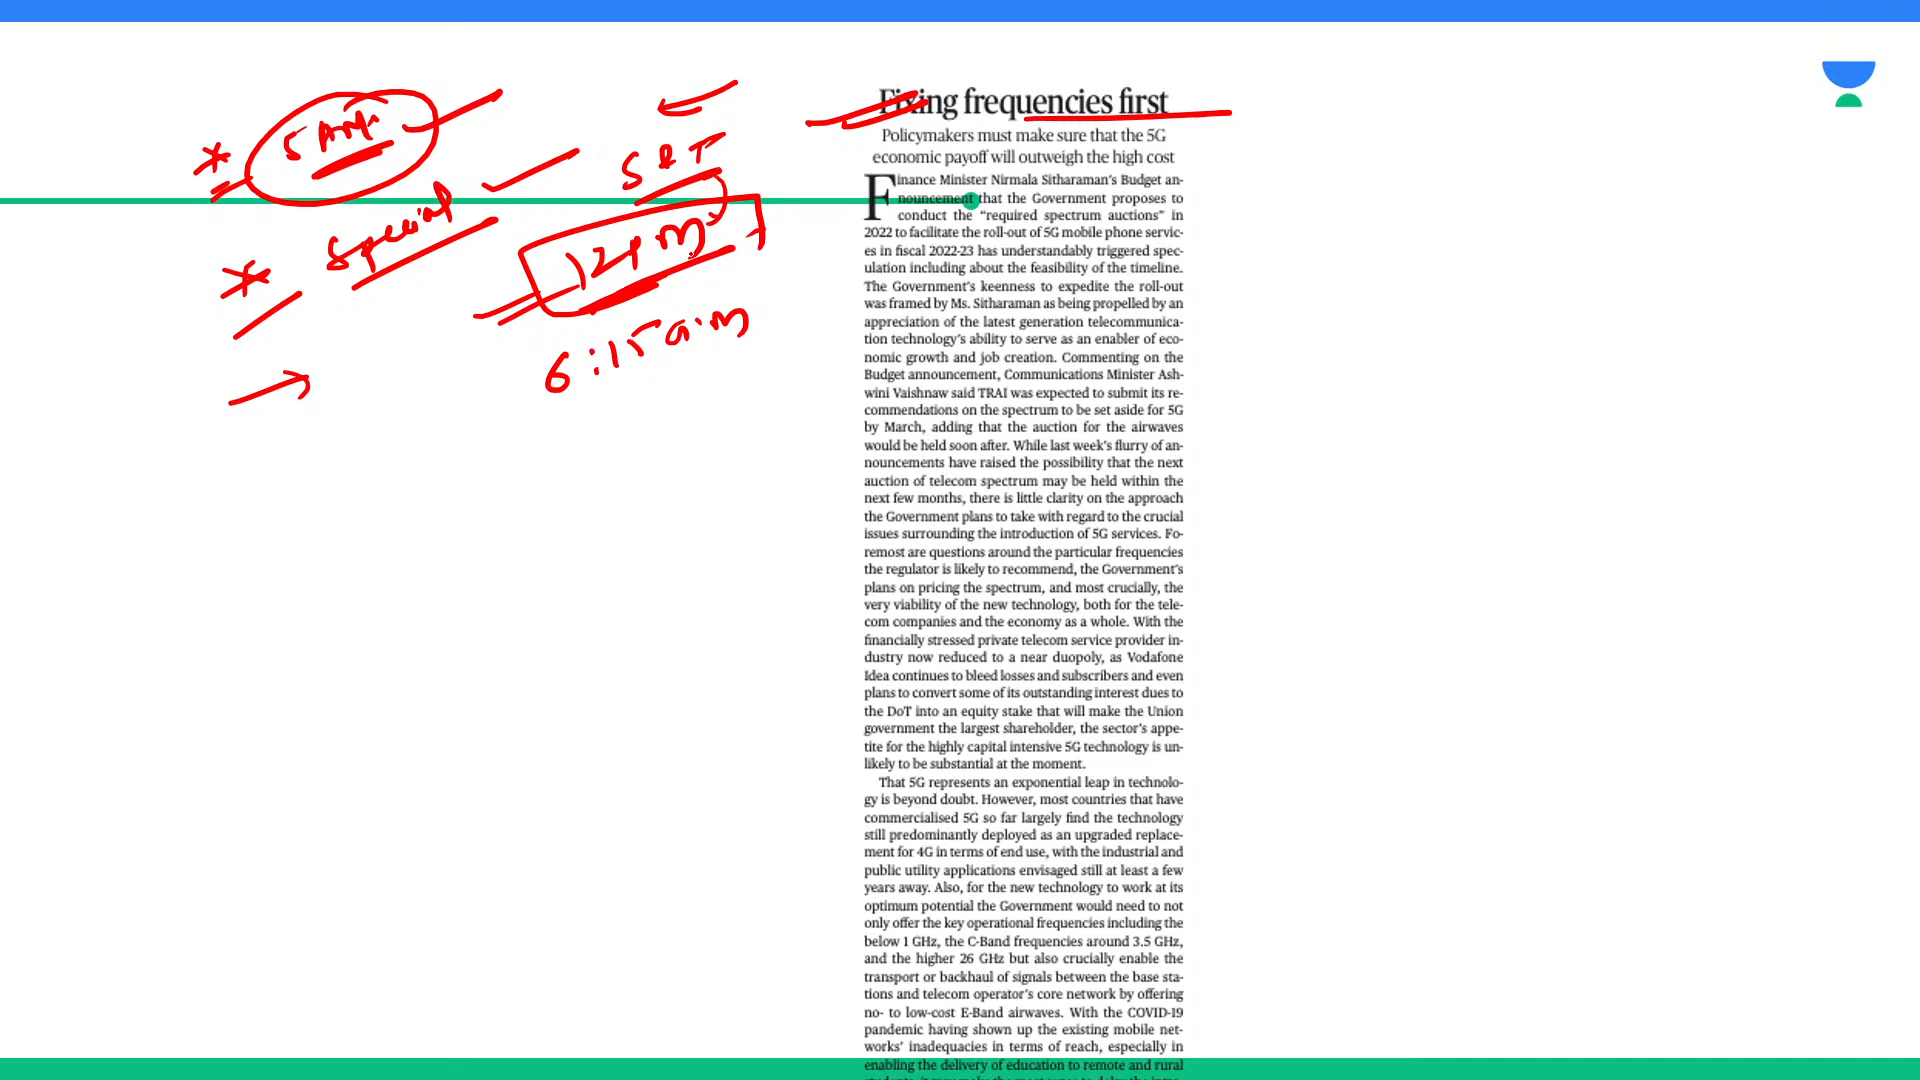 5 AM
Special
SRT
12 PM
6:15 a.m
Fixing frequencies first
Policymakers must make sure that the 5G
economic payoff will outweigh the high cost
Finance Minister Nirmala Sitharaman's Budget an-
nouncement that the Government proposes to
conduct the “required spectrum auctions” in
2022 to facilitate the roll-out of 5G mobile phone servic-
es in fiscal 2022-23 has understandably triggered spec-
ulation including about the feasibility of the timeline.
The Government's keenness to expedite the roll-out
was framed by Ms. Sitharaman as being propelled by an
appreciation of the latest generation telecommunica-
tion technology's ability to serve as an enabler of eco-
nomic growth and job creation. Commenting on the
Budget announcement, Communications Minister Ash-
wini Vaishnaw said TRAI was expected to submit its re-
commendations on the spectrum to be set aside for 5G
by March, adding that the auction for the airwaves
would be held soon after. While last week's flurry of an-
nouncements have raised the possibility that the next
auction of telecom spectrum may be held within the
next few months, there is little clarity on the approach
the Government plans to take with regard to the crucial
issues surrounding the introduction of 5G services. Fo-
remost are questions around the particular frequencies
the regulator is likely to recommend, the Government's
plans on pricing the spectrum, and most crucially, the
very viability of the new technology, both for the tele-
com companies and the economy as a whole. With the
financially stressed private telecom service provider in-
dustry now reduced to a near duopoly, as Vodafone
Idea continues to bleed losses and subscribers and even
plans to convert some of its outstanding interest dues to
the DoT into an equity stake that will make the Union
government the largest shareholder, the sector's appe-
tite for the highly capital intensive 5G technology is un-
likely to be substantial at the moment.
That 5G represents an exponential leap in technolo-
gy is beyond doubt. However, most countries that have
commercialised 5G so far largely find the technology
still predominantly deployed as an upgraded replace-
ment for 4G in terms of end use, with the industrial and
public utility applications envisaged still at least a few
years away. Also, for the new technology to work at its
optimum potential the Government would need to not
only offer the key operational frequencies including the
below 1 GHz, the C-Band frequencies around 3.5 GHz,
and the higher 26 GHz but also crucially enable the
transport or backhaul of signals between the base sta-
tions and telecom operator's core network by offering
no- to low-cost E-Band airwaves. With the COVID-19
pandemic having shown up the existing mobile net-
works' inadequacies in terms of reach, especially in
enabling the delivery of education to remote and rural